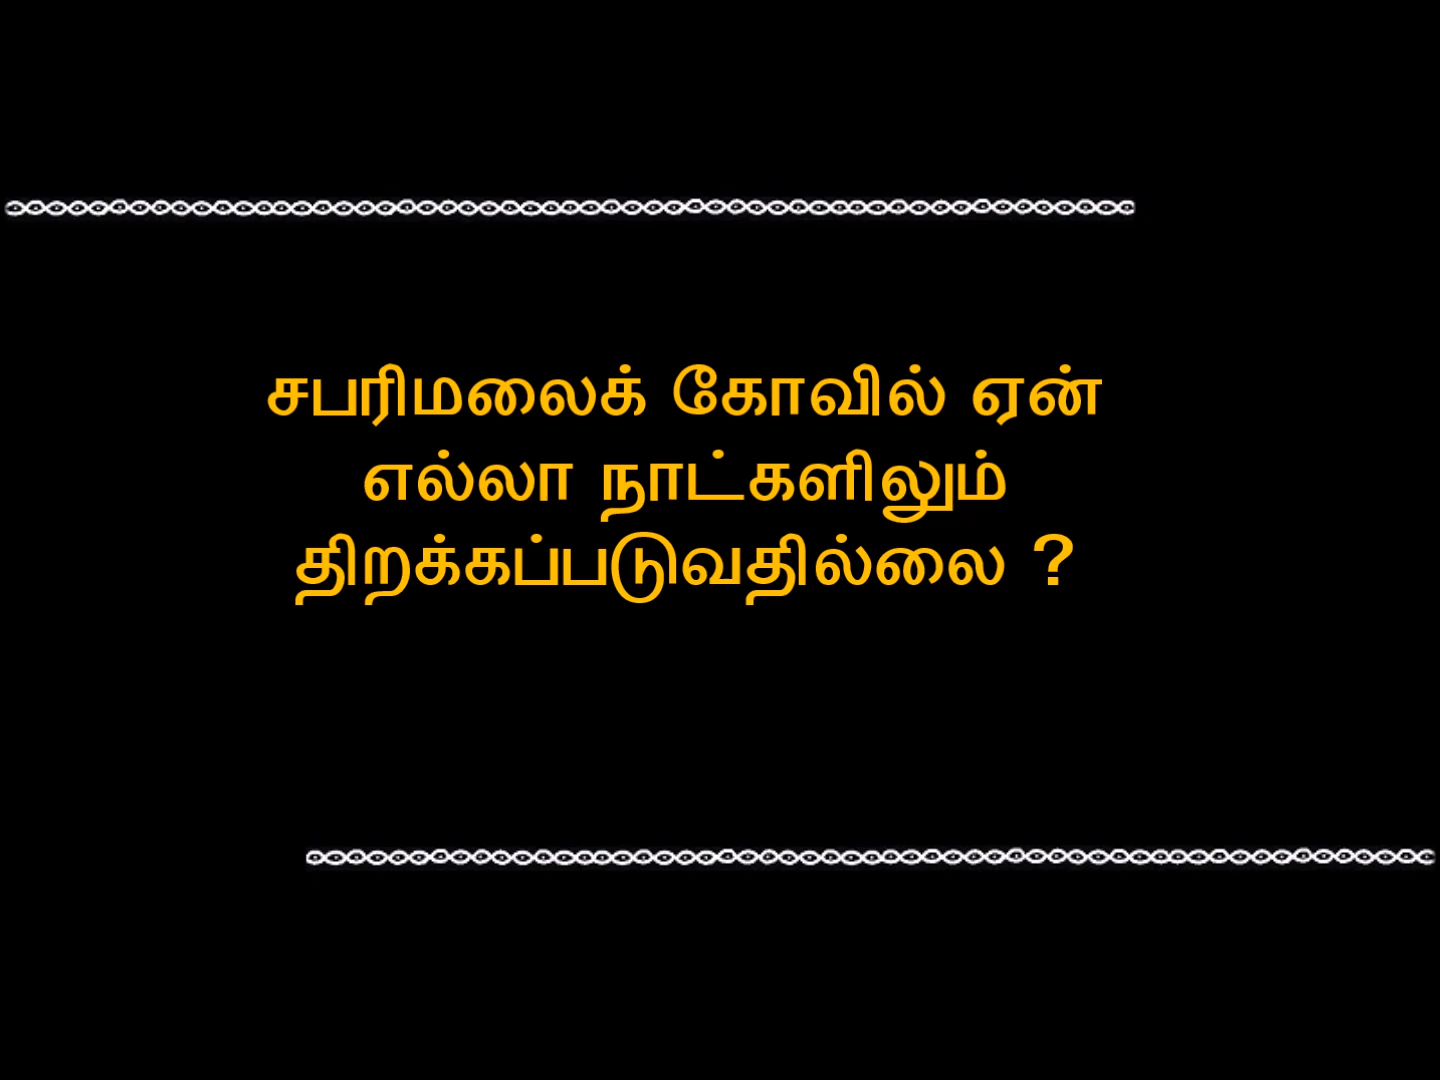 சபரிமலைக் கோவில் ஏன்
எல்லா நாட்களிலும்
திறக்கப்படுவதில்லை ?